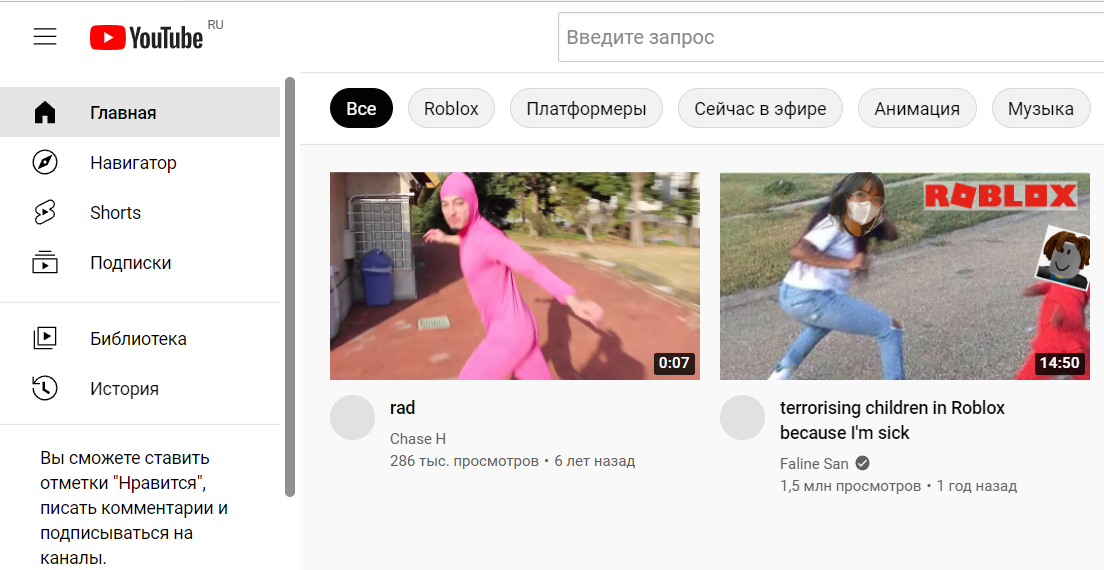 YouTube RU
Введите запрос
Главная
Навигатор
Shorts
Подписки
Библиотека
История
Вы сможете ставить
отметки "Нравится",
писать комментарии и
подписываться на
каналы.
Все Roblox Платформеры Сейчас в эфире Анимация Музыка
0:07
rad
Chase H
286 тыс. просмотров • 6 лет назад
ROBLOX
14:50
terrorising children in Roblox
because I'm sick
Faline San
1,5 млн просмотров • 1 год назад